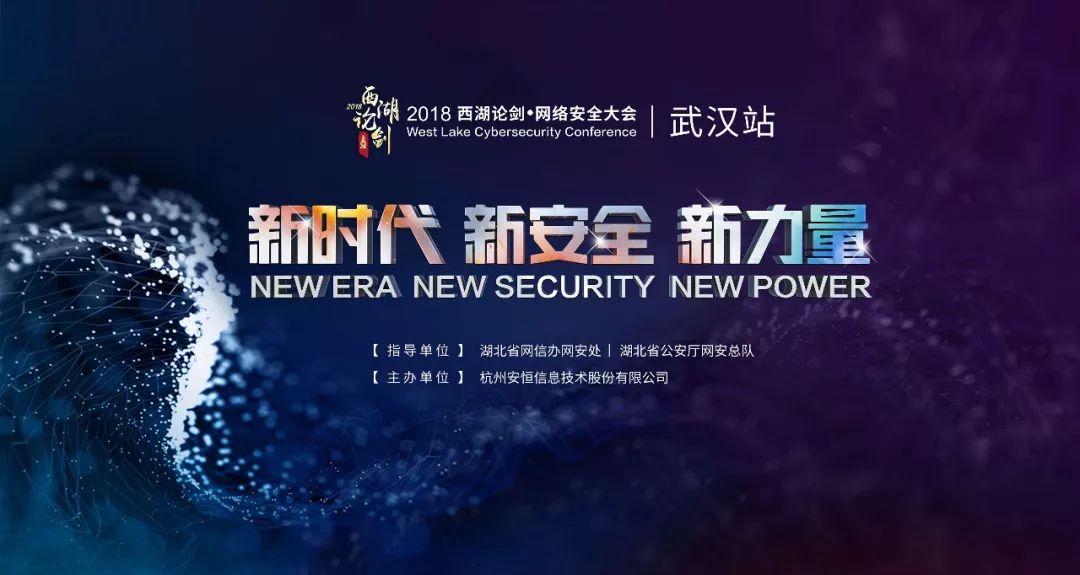 2018
西湖
论剑
2018 西湖论剑•网络安全大会
West Lake Cybersecurity Conference
武汉站
新时代 新安全 新力量
NEW ERA NEW SECURITY NEW POWER
【 指导单位 】 湖北省网信办网安处| 湖北省公安厅网安总队
【 主办单位 】 杭州安恒信息技术股份有限公司